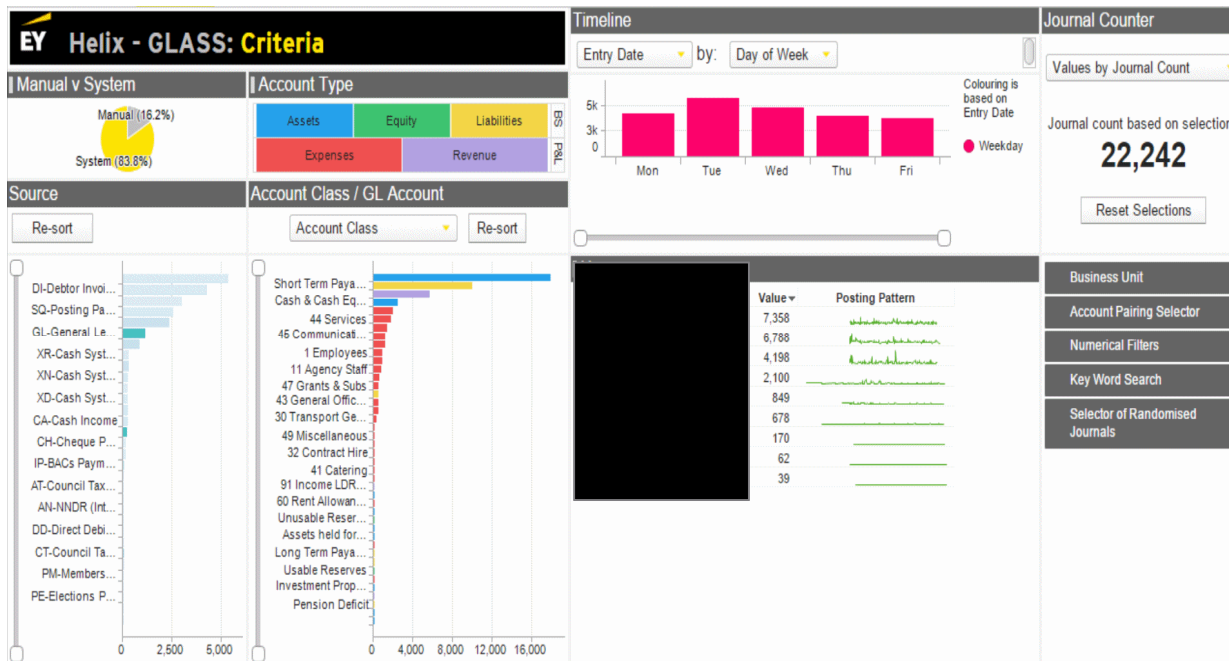 EY
Helix - GLASS: Criteria
Manual v System
Manual (16.2%)
System (83.8%)
Account Type
Assets
Equity
Liabilities
BS
Expenses
Revenue
P&L
Source
Re-sort
DI-Debtor Invoi...
SQ-Posting Pa...
GL-General Le...
XR-Cash Syst...
XN-Cash Syst...
XD-Cash Syst...
CA-Cash Income
CH-Cheque P...
IP-BACs Paym...
AT-Council Tax...
AN-NNDR (Int...
DD-Direct Debi...
CT-Council Ta...
PM-Members...
PE-Elections P...
0 2,500 5,000
Account Class / GL Account
Account Class
Re-sort
Short Term Paya...
Cash & Cash Eq...
44 Services
45 Communicati...
1 Employees
11 Agency Staff
47 Grants & Subs
43 General Offic...
30 Transport Ge...
49 Miscellaneous
32 Contract Hire
41 Catering
91 Income LDR...
60 Rent Allowan...
Unusable Reser...
Assets held for...
Long Term Paya...
Usable Reserves
Investment Prop...
Pension Deficit
0 4,000 8,000 12,000 16,000
Timeline
Entry Date
by:
Day of Week
5k
3k
0
Mon Tue Wed Thu Fri
Colouring is
based on
Entry Date
Weekday
Value
Posting Pattern
7,358
6,788
4,198
2,100
849
678
170
62
39
Journal Counter
Values by Journal Count
Journal count based on selection
22,242
Reset Selections
Business Unit
Account Pairing Selector
Numerical Filters
Key Word Search
Selector of Randomised
Journals